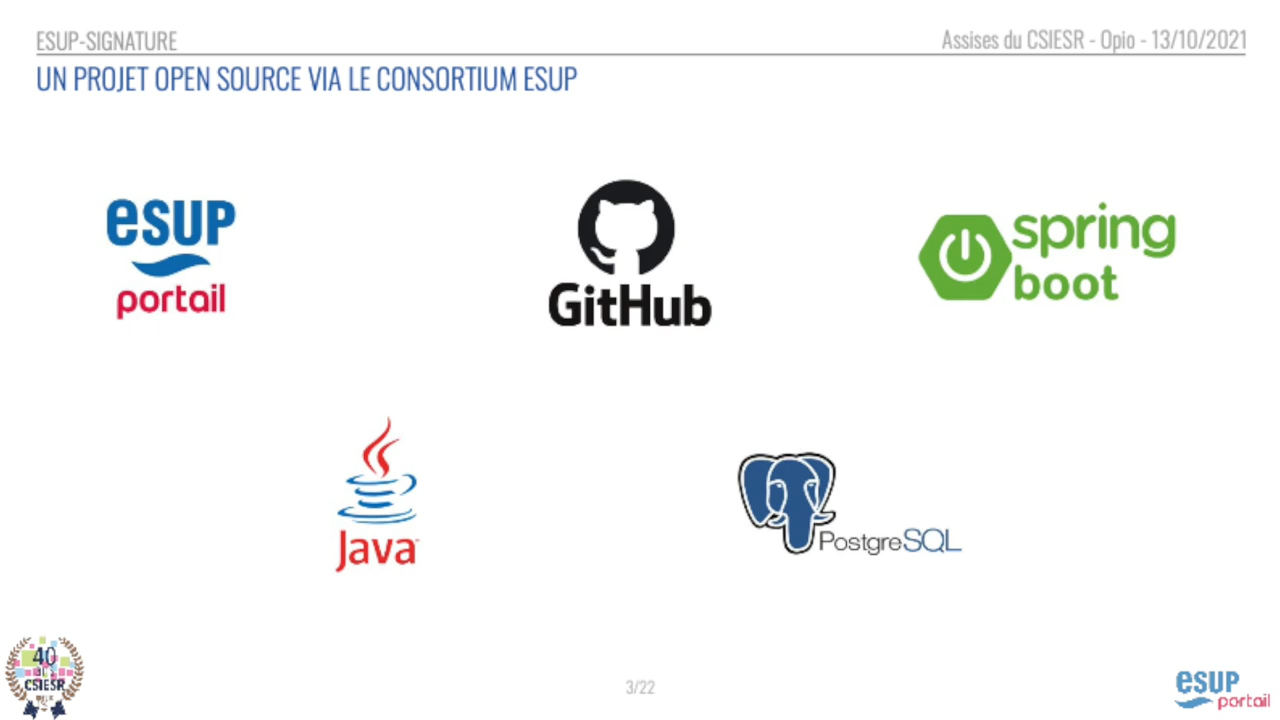 ESUP-SIGNATURE
Assises du CSIESR - Opio - 13/10/2021
UN PROJET OPEN SOURCE VIA LE CONSORTIUM ESUP
esup
portail
GitHub
spring
boot
Java
PostgreSQL
40
ans
CSIESR
3/22
esup
portail